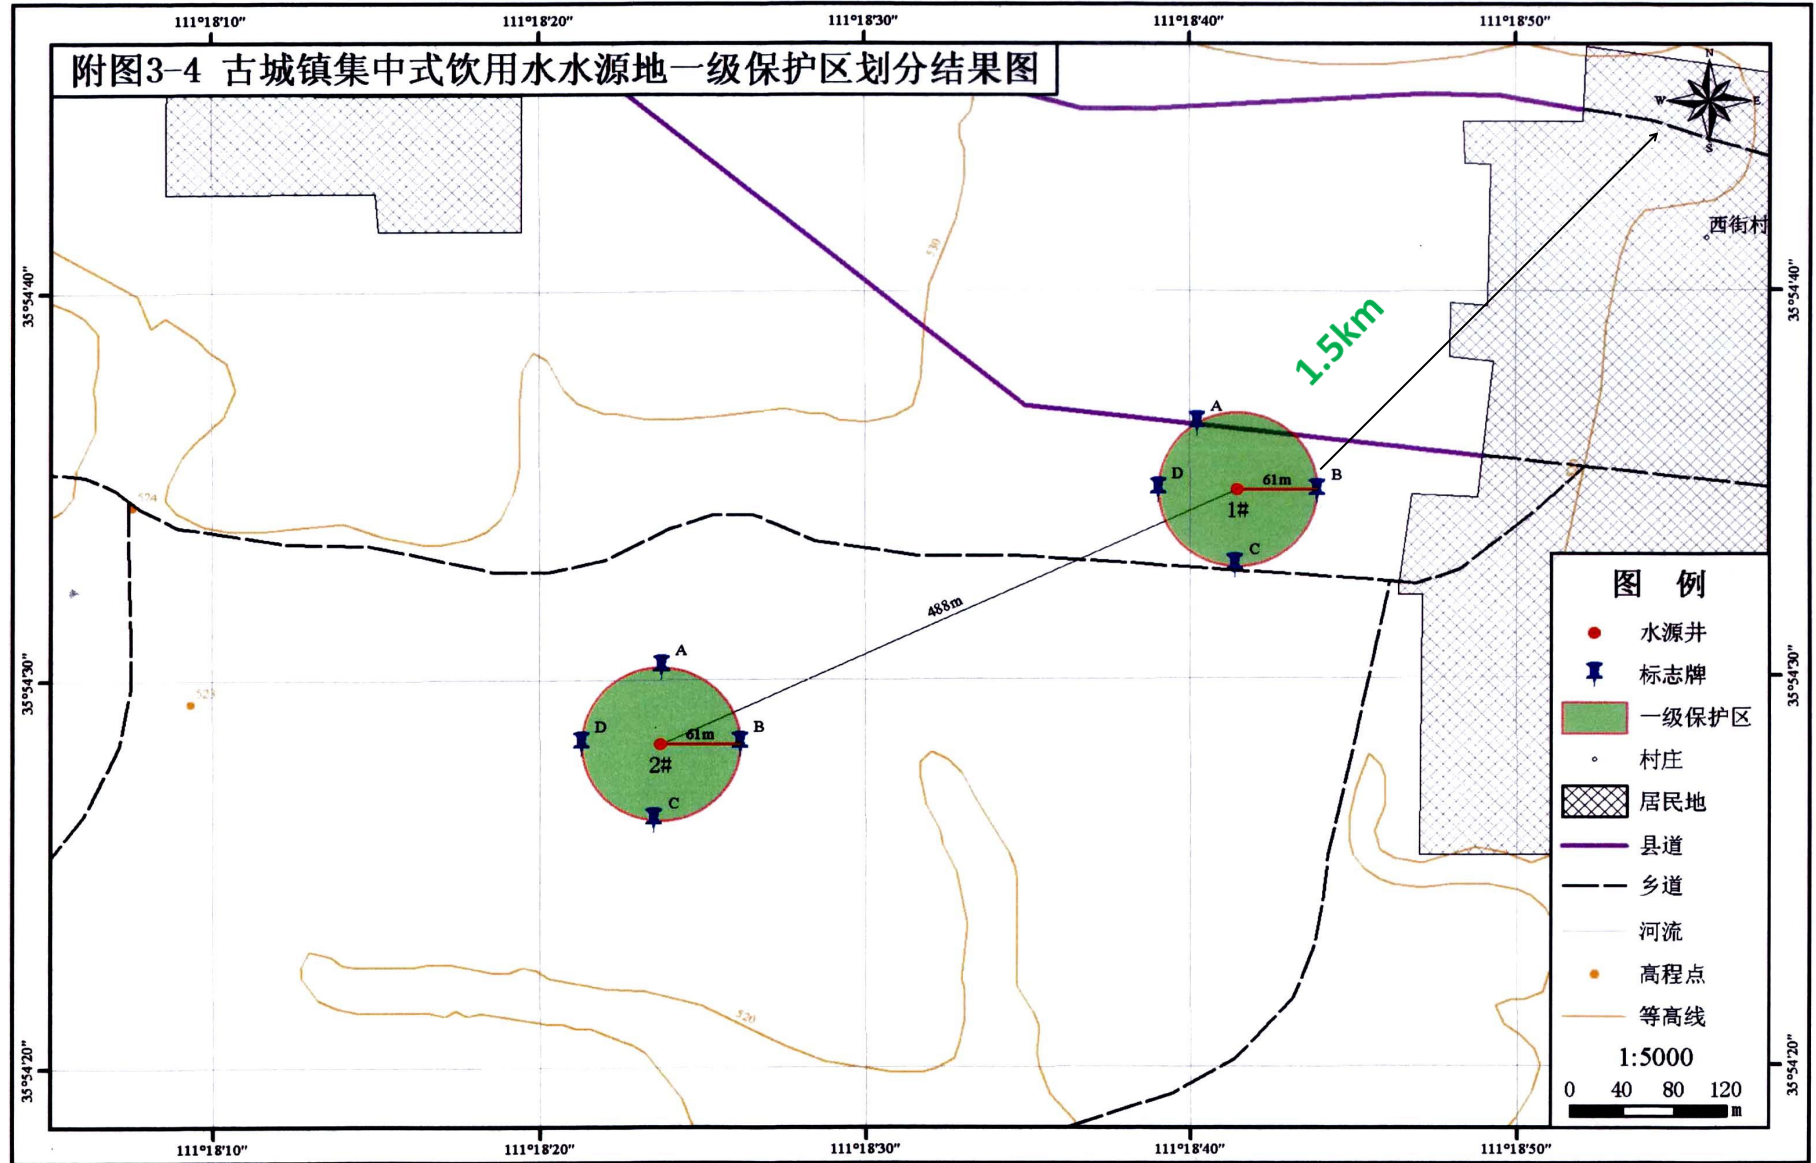 111°18′10″ 111°18′20″ 111°18′30″ 111°18′40″ 111°18′50″
附图3-4 古城镇集中式饮用水水源地一级保护区划分结果图
N
W E
S
西街村
530
35°54′40″ 35°54′40″
1.5km
A
D B
61m
1#
C
524
488m
A
35°54′30″ 35°54′30″
523
D B
61m
2#
C
520
图 例
水源井
标志牌
一级保护区
村庄
居民地
县道
乡道
河流
高程点
等高线
1:5000
0 40 80 120
m
35°54′20″ 35°54′20″
111°18′10″ 111°18′20″ 111°18′30″ 111°18′40″ 111°18′50″